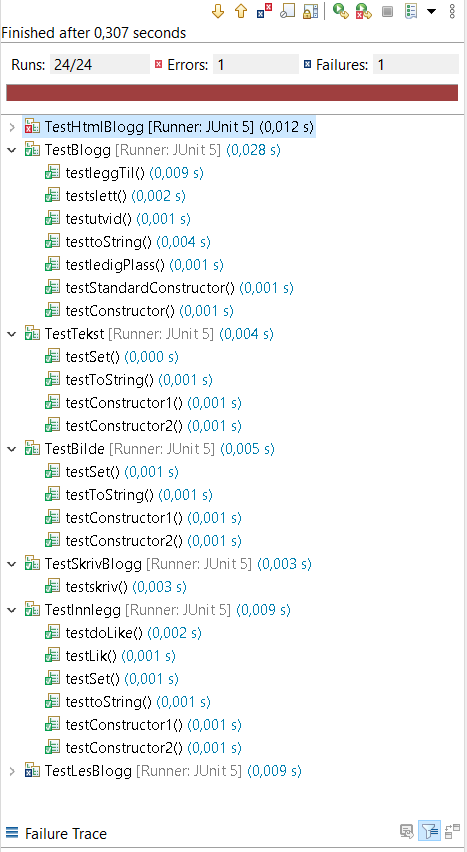 Finished after 0,307 seconds
Runs: 24/24 Errors: 1 Failures: 1
TestHtmlBlogg [Runner: JUnit 5] (0,012 s)
TestBlogg [Runner: JUnit 5] (0,028 s)
testleggTil() (0,009 s)
testslett() (0,002 s)
testutvid() (0,001 s)
testtoString() (0,004 s)
testledigPlass() (0,001 s)
testStandardConstructor() (0,001 s)
testConstructor() (0,001 s)
TestTekst [Runner: JUnit 5] (0,004 s)
testSet() (0,000 s)
testToString() (0,001 s)
testConstructor1() (0,001 s)
testConstructor2() (0,001 s)
TestBilde [Runner: JUnit 5] (0,005 s)
testSet() (0,001 s)
testToString() (0,001 s)
testConstructor1() (0,001 s)
testConstructor2() (0,001 s)
TestSkrivBlogg [Runner: JUnit 5] (0,003 s)
testskriv() (0,003 s)
TestInnlegg [Runner: JUnit 5] (0,009 s)
testdoLike() (0,002 s)
testLik() (0,001 s)
testSet() (0,001 s)
testtoString() (0,001 s)
testConstructor1() (0,001 s)
testConstructor2() (0,001 s)
TestLesBlogg [Runner: JUnit 5] (0,009 s)
Failure Trace